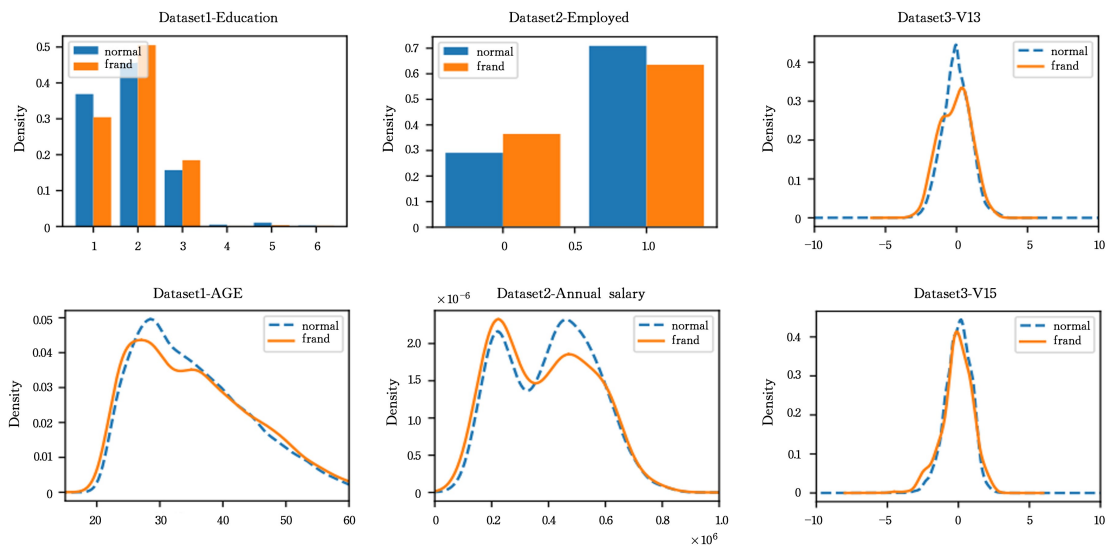 Dataset1-Education
Density
0.5
0.4
0.3
0.2
0.1
0
1 2 3 4 5 6
normal
frand
Dataset2-Employed
Density
0.7
0.6
0.5
0.4
0.3
0.2
0.1
0
0 0.5 1.0
normal
frand
Dataset3-V13
Density
0.4
0.3
0.2
0.1
0
−10 −5 0 5 10
normal
frand
Dataset1-AGE
Density
0.05
0.04
0.03
0.02
0.01
0
20 30 40 50 60
normal
frand
×10⁻⁶
Dataset2-Annual salary
Density
2.0
1.5
1.0
0.5
0
0 0.2 0.4 0.6 0.8 1.0
×10⁶
normal
frand
Dataset3-V15
Density
0.4
0.3
0.2
0.1
0
−10 −5 0 5 10
normal
frand